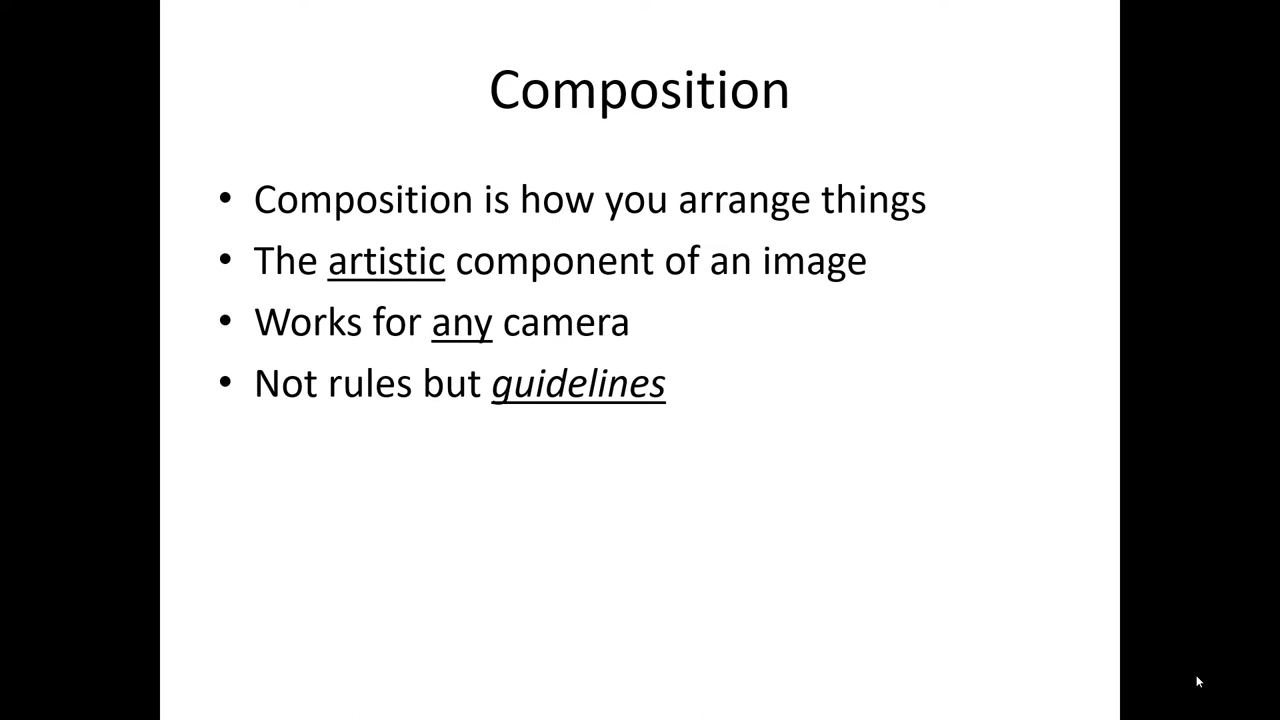 Composition
• Composition is how you arrange things
• The artistic component of an image
• Works for any camera
• Not rules but guidelines